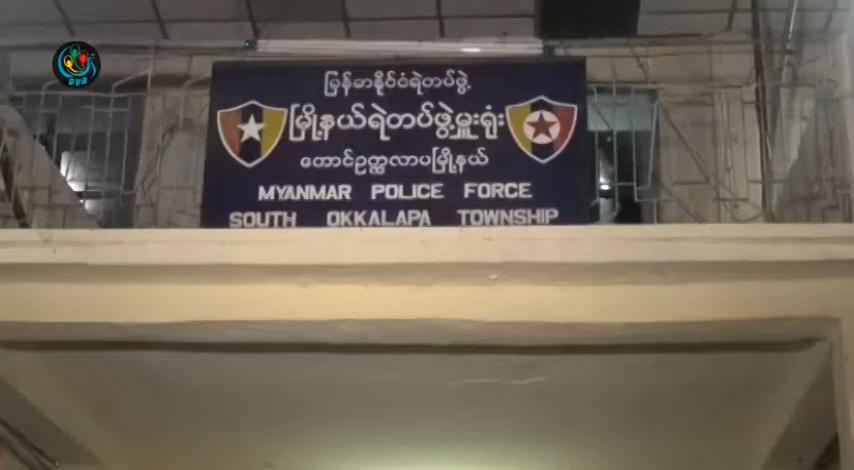 DVB
မြန်မာနိုင်ငံရဲတပ်ဖွဲ့
မြို့နယ်ရဲတပ်ဖွဲ့မှူးရုံး
တောင်ဥက္ကလာပမြို့နယ်
MYANMAR POLICE FORCE
SOUTH OKKALAPA TOWNSHIP